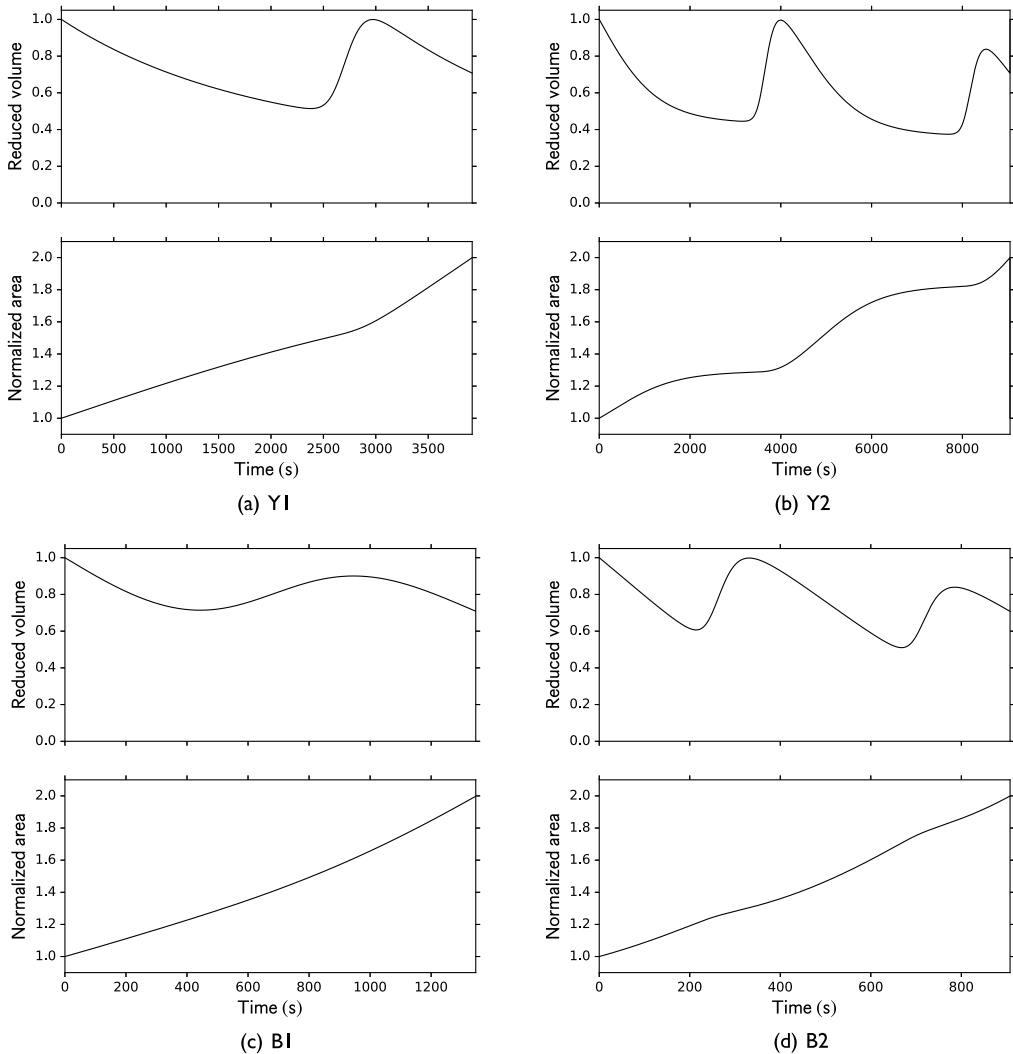 Reduced volume
1.0
0.8
0.6
0.4
0.2
0.0
Normalized area
2.0
1.8
1.6
1.4
1.2
1.0
0 500 1000 1500 2000 2500 3000 3500
Time (s)
(a) Y1
Reduced volume
1.0
0.8
0.6
0.4
0.2
0.0
Normalized area
2.0
1.8
1.6
1.4
1.2
1.0
0 2000 4000 6000 8000
Time (s)
(b) Y2
Reduced volume
1.0
0.8
0.6
0.4
0.2
0.0
Normalized area
2.0
1.8
1.6
1.4
1.2
1.0
0 200 400 600 800 1000 1200
Time (s)
(c) B1
Reduced volume
1.0
0.8
0.6
0.4
0.2
0.0
Normalized area
2.0
1.8
1.6
1.4
1.2
1.0
0 200 400 600 800
Time (s)
(d) B2